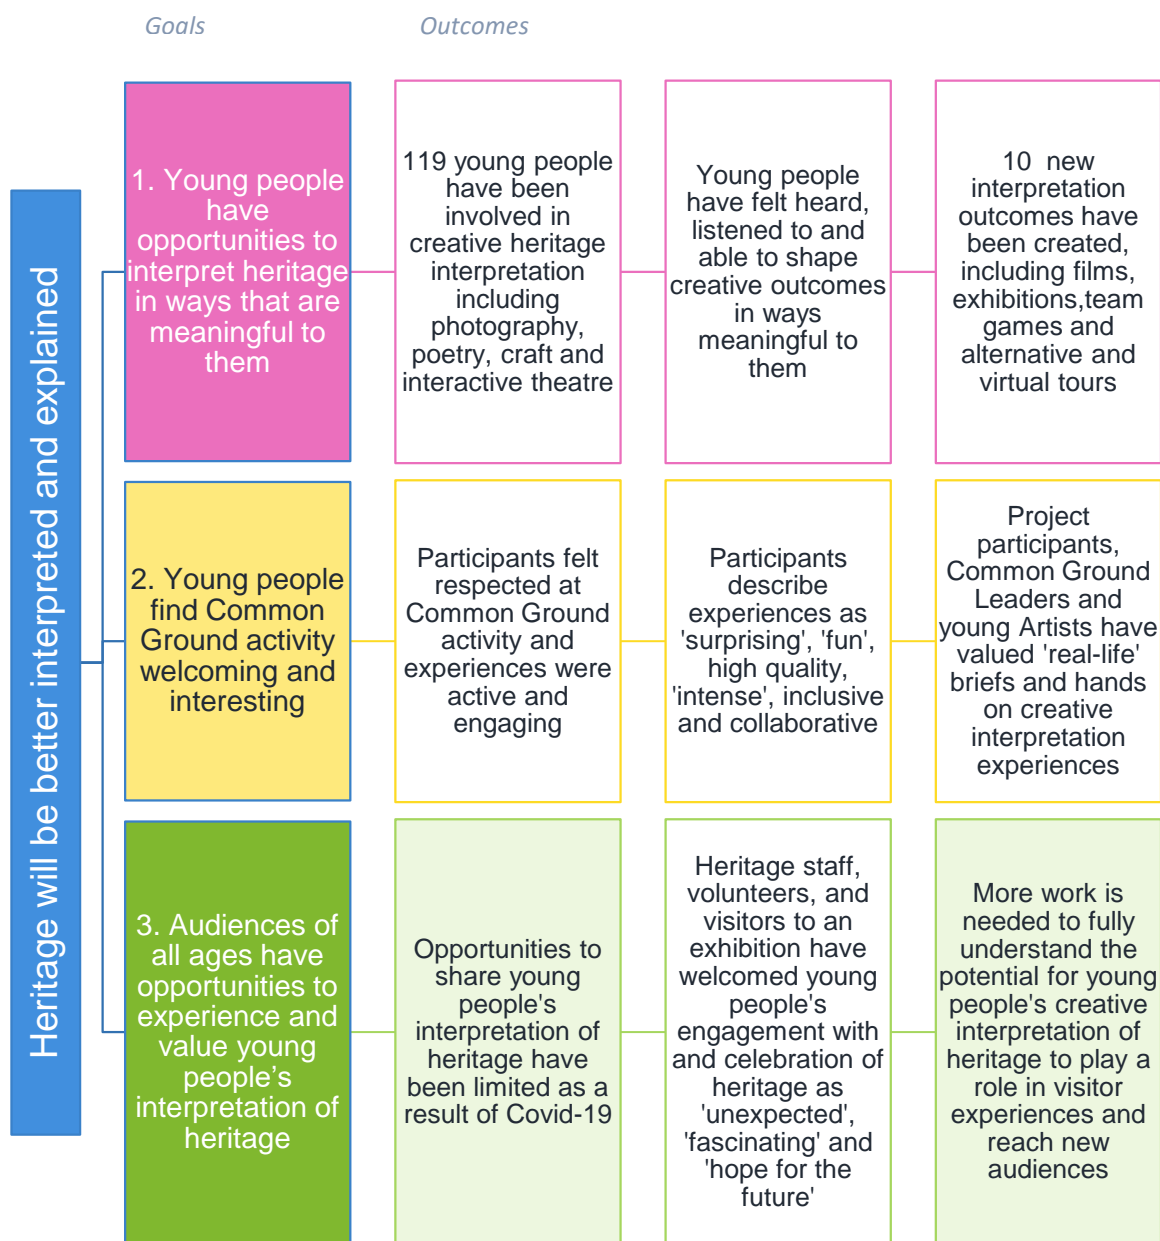 Goals
Outcomes
Heritage will be better interpreted and explained
1. Young people
have
opportunities to
interpret heritage
in ways that are
meaningful to
them
119 young people
have been
involved in
creative heritage
interpretation
including
photography,
poetry, craft and
interactive theatre
Young people
have felt heard,
listened to and
able to shape
creative outcomes
in ways
meaningful to
them
10  new
interpretation
outcomes have
been created,
including films,
exhibitions,team
games and
alternative and
virtual tours
2. Young people
find Common
Ground activity
welcoming and
interesting
Participants felt
respected at
Common Ground
activity and
experiences were
active and
engaging
Participants
describe
experiences as
'surprising', 'fun',
high quality,
'intense', inclusive
and collaborative
Project
participants,
Common Ground
Leaders and
young Artists have
valued 'real-life'
briefs and hands
on creative
interpretation
experiences
3. Audiences of
all ages have
opportunities to
experience and
value young
people’s
interpretation of
heritage
Opportunities to
share young
people's
interpretation of
heritage have
been limited as a
result of Covid-19
Heritage staff,
volunteers, and
visitors to an
exhibition have
welcomed young
people's
engagement with
and celebration of
heritage as
'unexpected',
'fascinating' and
'hope for the
future'
More work is
needed to fully
understand the
potential for young
people's creative
interpretation of
heritage to play a
role in visitor
experiences and
reach new
audiences